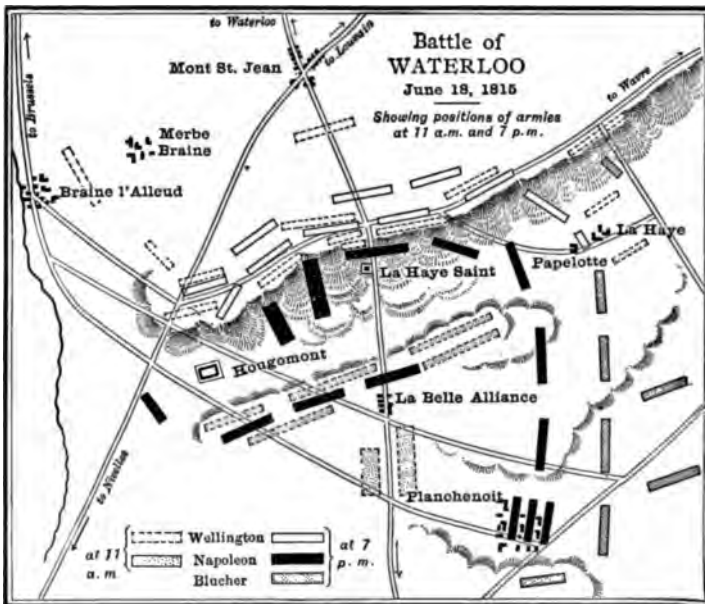 Battle of
WATERLOO
June 18, 1815
Showing positions of armies
at 11 a.m. and 7 p.m.
to Waterloo
to Louvain
Mont St. Jean
to Wavre
to Brussels
Merbe
Braine
Braine l'Alleud
La Haye
Papelotte
La Haye Saint
Hougomont
La Belle Alliance
to Nivelles
Planchenoit
at 11
a.m
Wellington
Napoleon
Blucher
at 7
p.m.